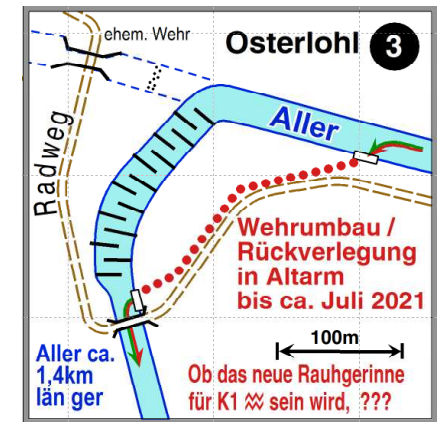 ehem. Wehr
Osterlohl 3
Radweg
Aller
Wehrumbau /
Rückverlegung
in Altarm
bis ca. Juli 2021
100m
Aller ca.
1,4km
län ger
Ob das neue Rauhgerinne
für K1 sein wird, ???